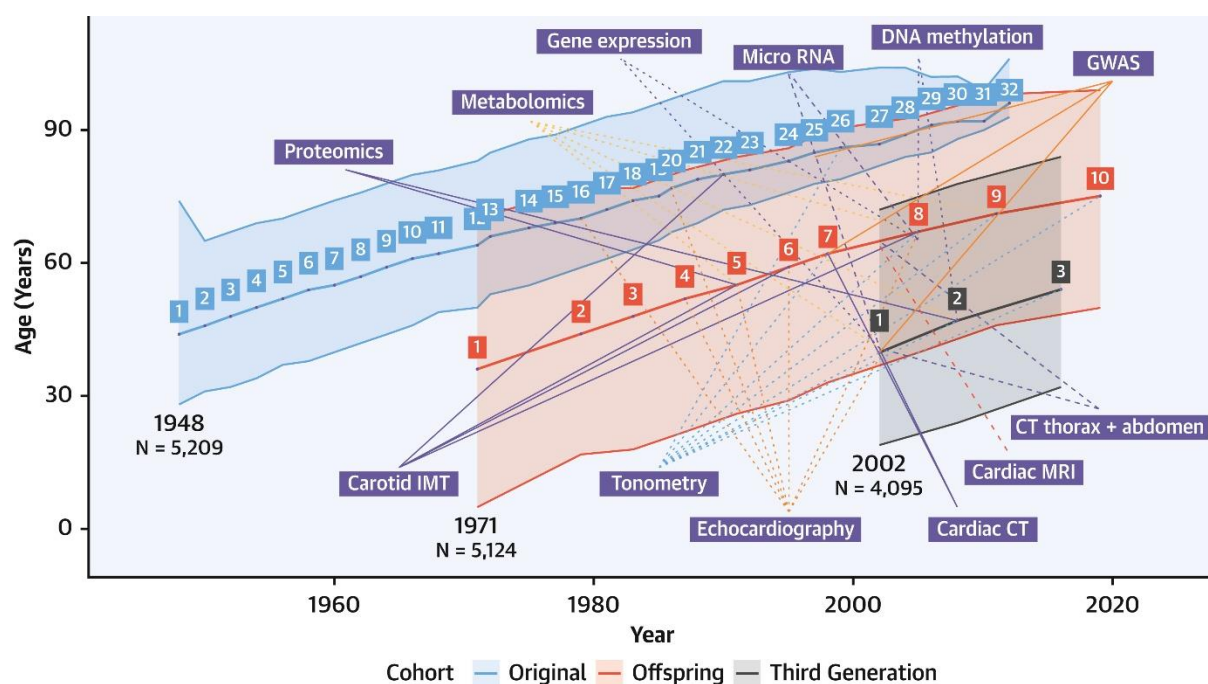 Gene expression
DNA methylation
Micro RNA
GWAS
Metabolomics
Proteomics
90
60
30
0
Age (Years)
1 2 3 4 5 6 7 8 9 10 11 12 13 14 15 16 17 18 19 20 21 22 23 24 25 26 27 28 29 30 31 32
1 2 3 4 5 6 7 8 9 10
1 2 3
1948
N = 5,209
1971
N = 5,124
2002
N = 4,095
CT thorax + abdomen
Carotid IMT
Tonometry
Cardiac MRI
Echocardiography
Cardiac CT
1960 1980 2000 2020
Year
Cohort Original Offspring Third Generation